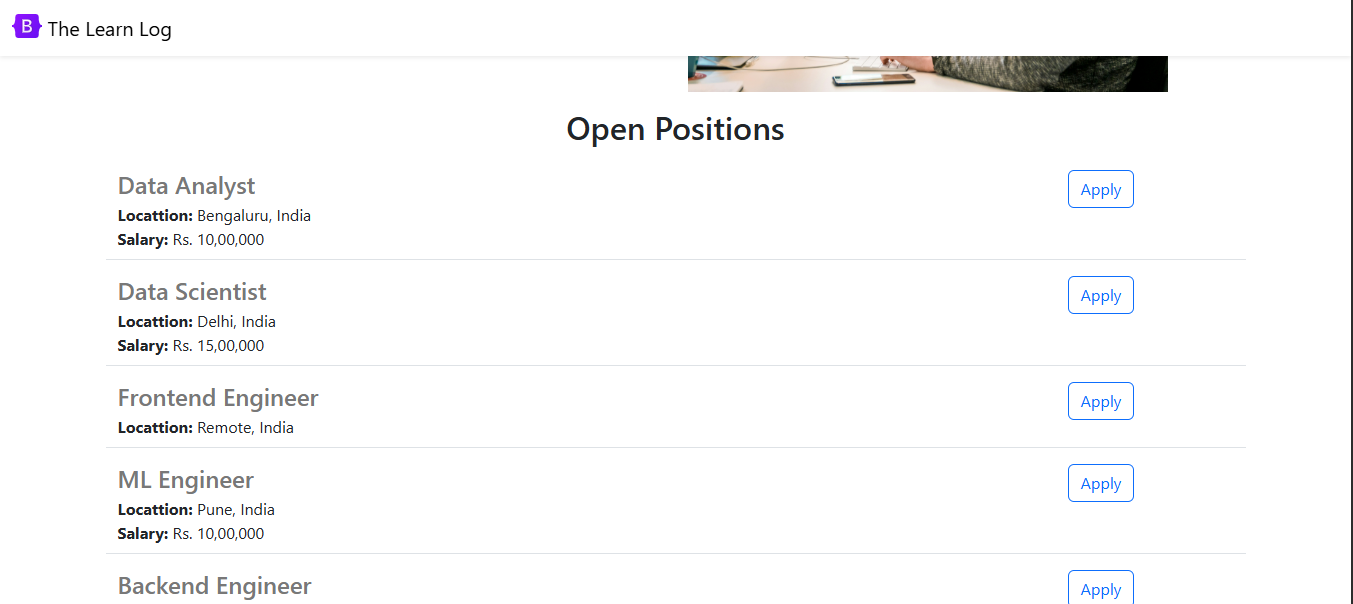 B The Learn Log
Open Positions
Data Analyst
Apply
Locattion: Bengaluru, India
Salary: Rs. 10,00,000
Data Scientist
Apply
Locattion: Delhi, India
Salary: Rs. 15,00,000
Frontend Engineer
Apply
Locattion: Remote, India
ML Engineer
Apply
Locattion: Pune, India
Salary: Rs. 10,00,000
Backend Engineer
Apply